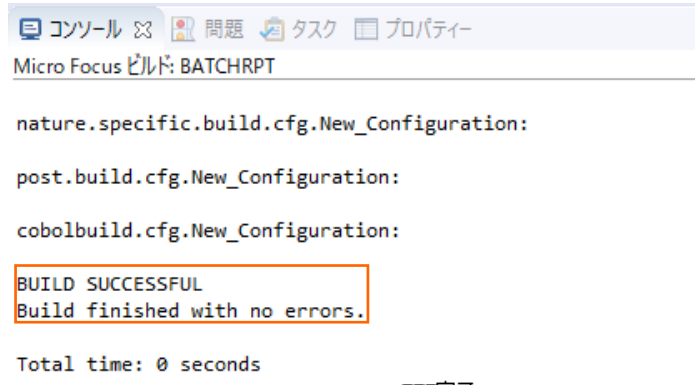 コンソール 問題 タスク プロパティー
Micro Focus ビルド: BATCHRPT
nature.specific.build.cfg.New_Configuration:
post.build.cfg.New_Configuration:
cobolbuild.cfg.New_Configuration:
BUILD SUCCESSFUL
Build finished with no errors.
Total time: 0 seconds